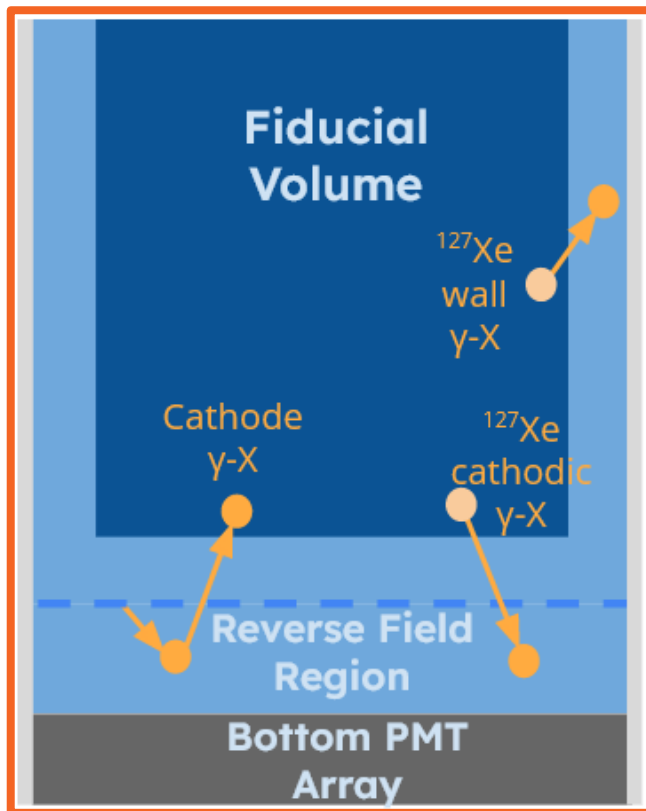 Fiducial
Volume
¹²⁷Xe
wall
γ-X
Cathode
γ-X
¹²⁷Xe
cathodic
γ-X
Reverse Field
Region
Bottom PMT
Array